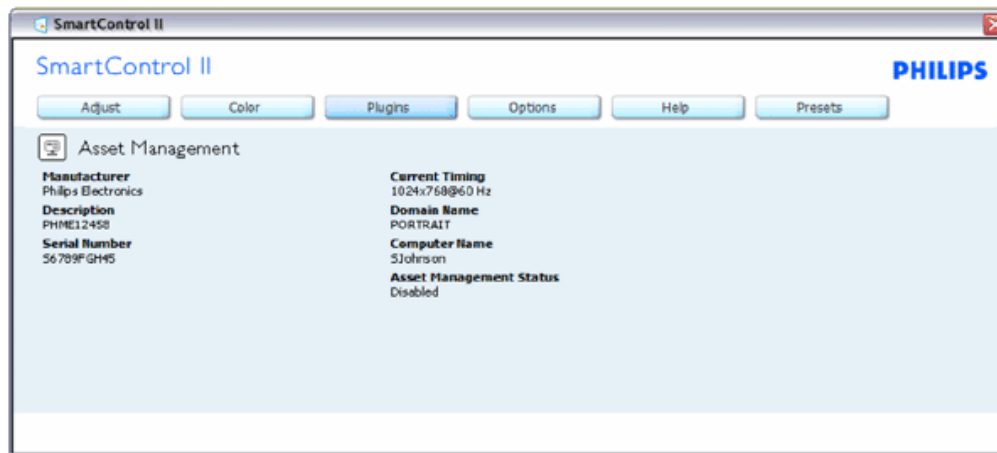 SmartControl II
SmartControl II
PHILIPS
Adjust
Color
Plugins
Options
Help
Presets
Asset Management
Manufacturer
Philips Electronics
Description
PHME12458
Serial Number
56789FGH45
Current Timing
1024x768@60 Hz
Domain Name
PORTRAIT
Computer Name
SJohnson
Asset Management Status
Disabled